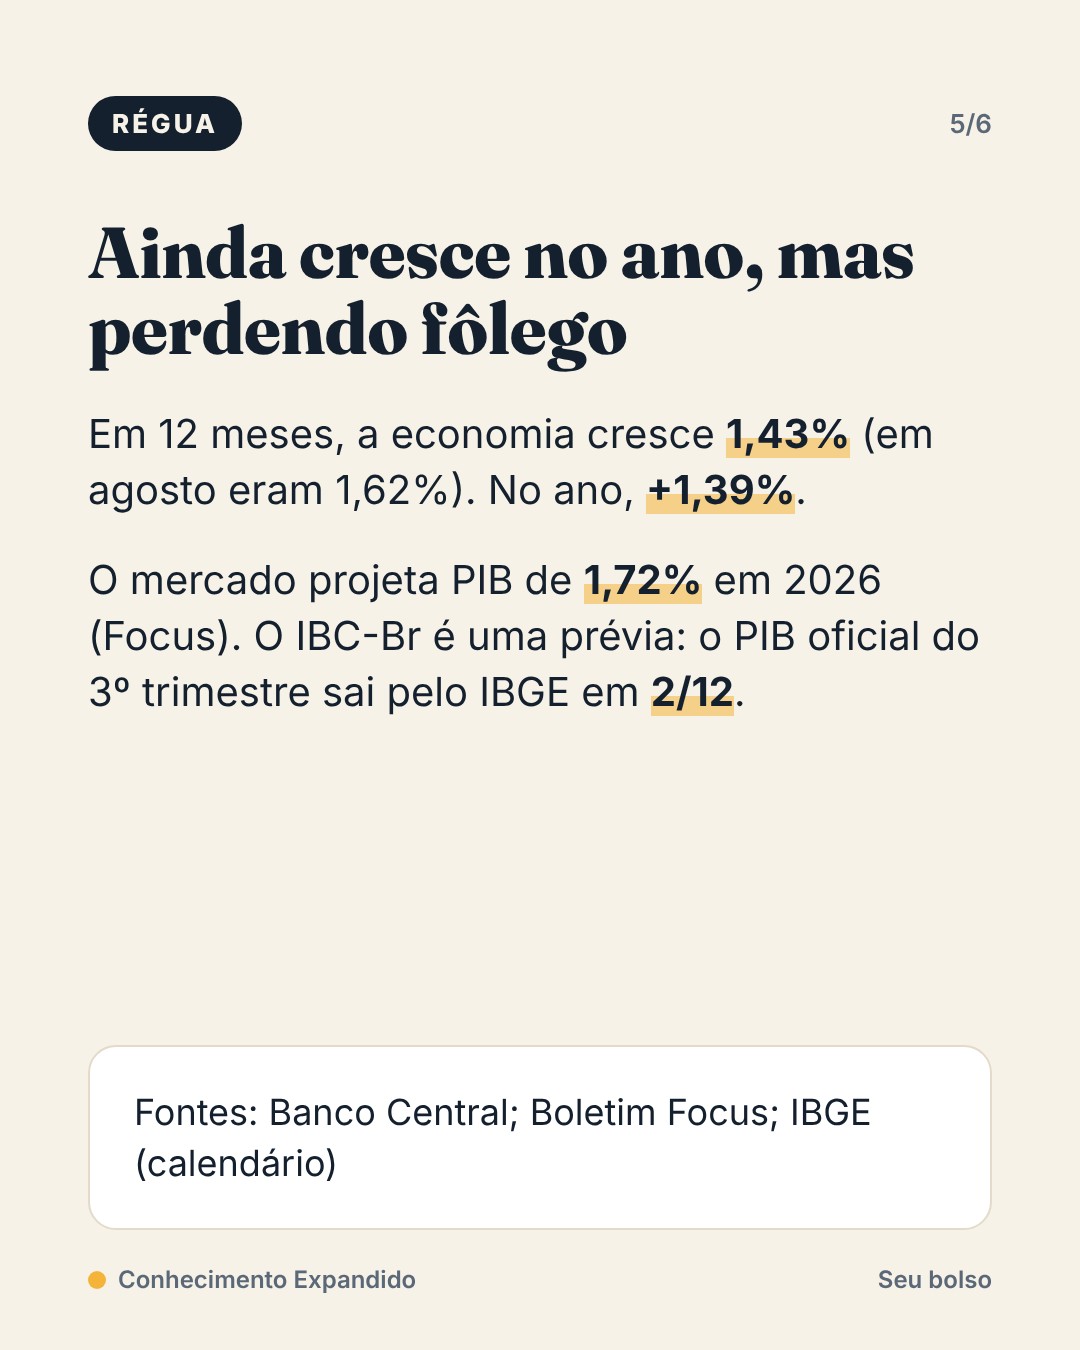 RÉGUA
5/6
Ainda cresce no ano, mas
perdendo fôlego
Em 12 meses, a economia cresce 1,43% (em
agosto eram 1,62%). No ano, +1,39%.
O mercado projeta PIB de 1,72% em 2026
(Focus). O IBC-Br é uma prévia: o PIB oficial do
3º trimestre sai pelo IBGE em 2/12.
Fontes: Banco Central; Boletim Focus; IBGE
(calendário)
Conhecimento Expandido
Seu bolso